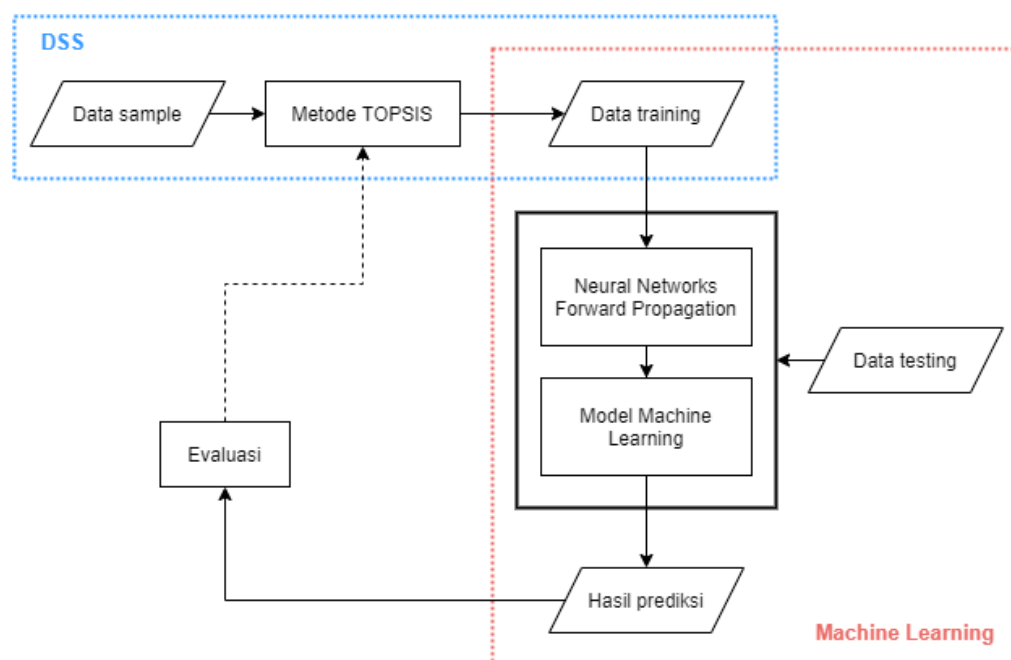 DSS
Data sample
Metode TOPSIS
Data training
Neural Networks
Forward Propagation
Data testing
Model Machine
Learning
Evaluasi
Hasil prediksi
Machine Learning